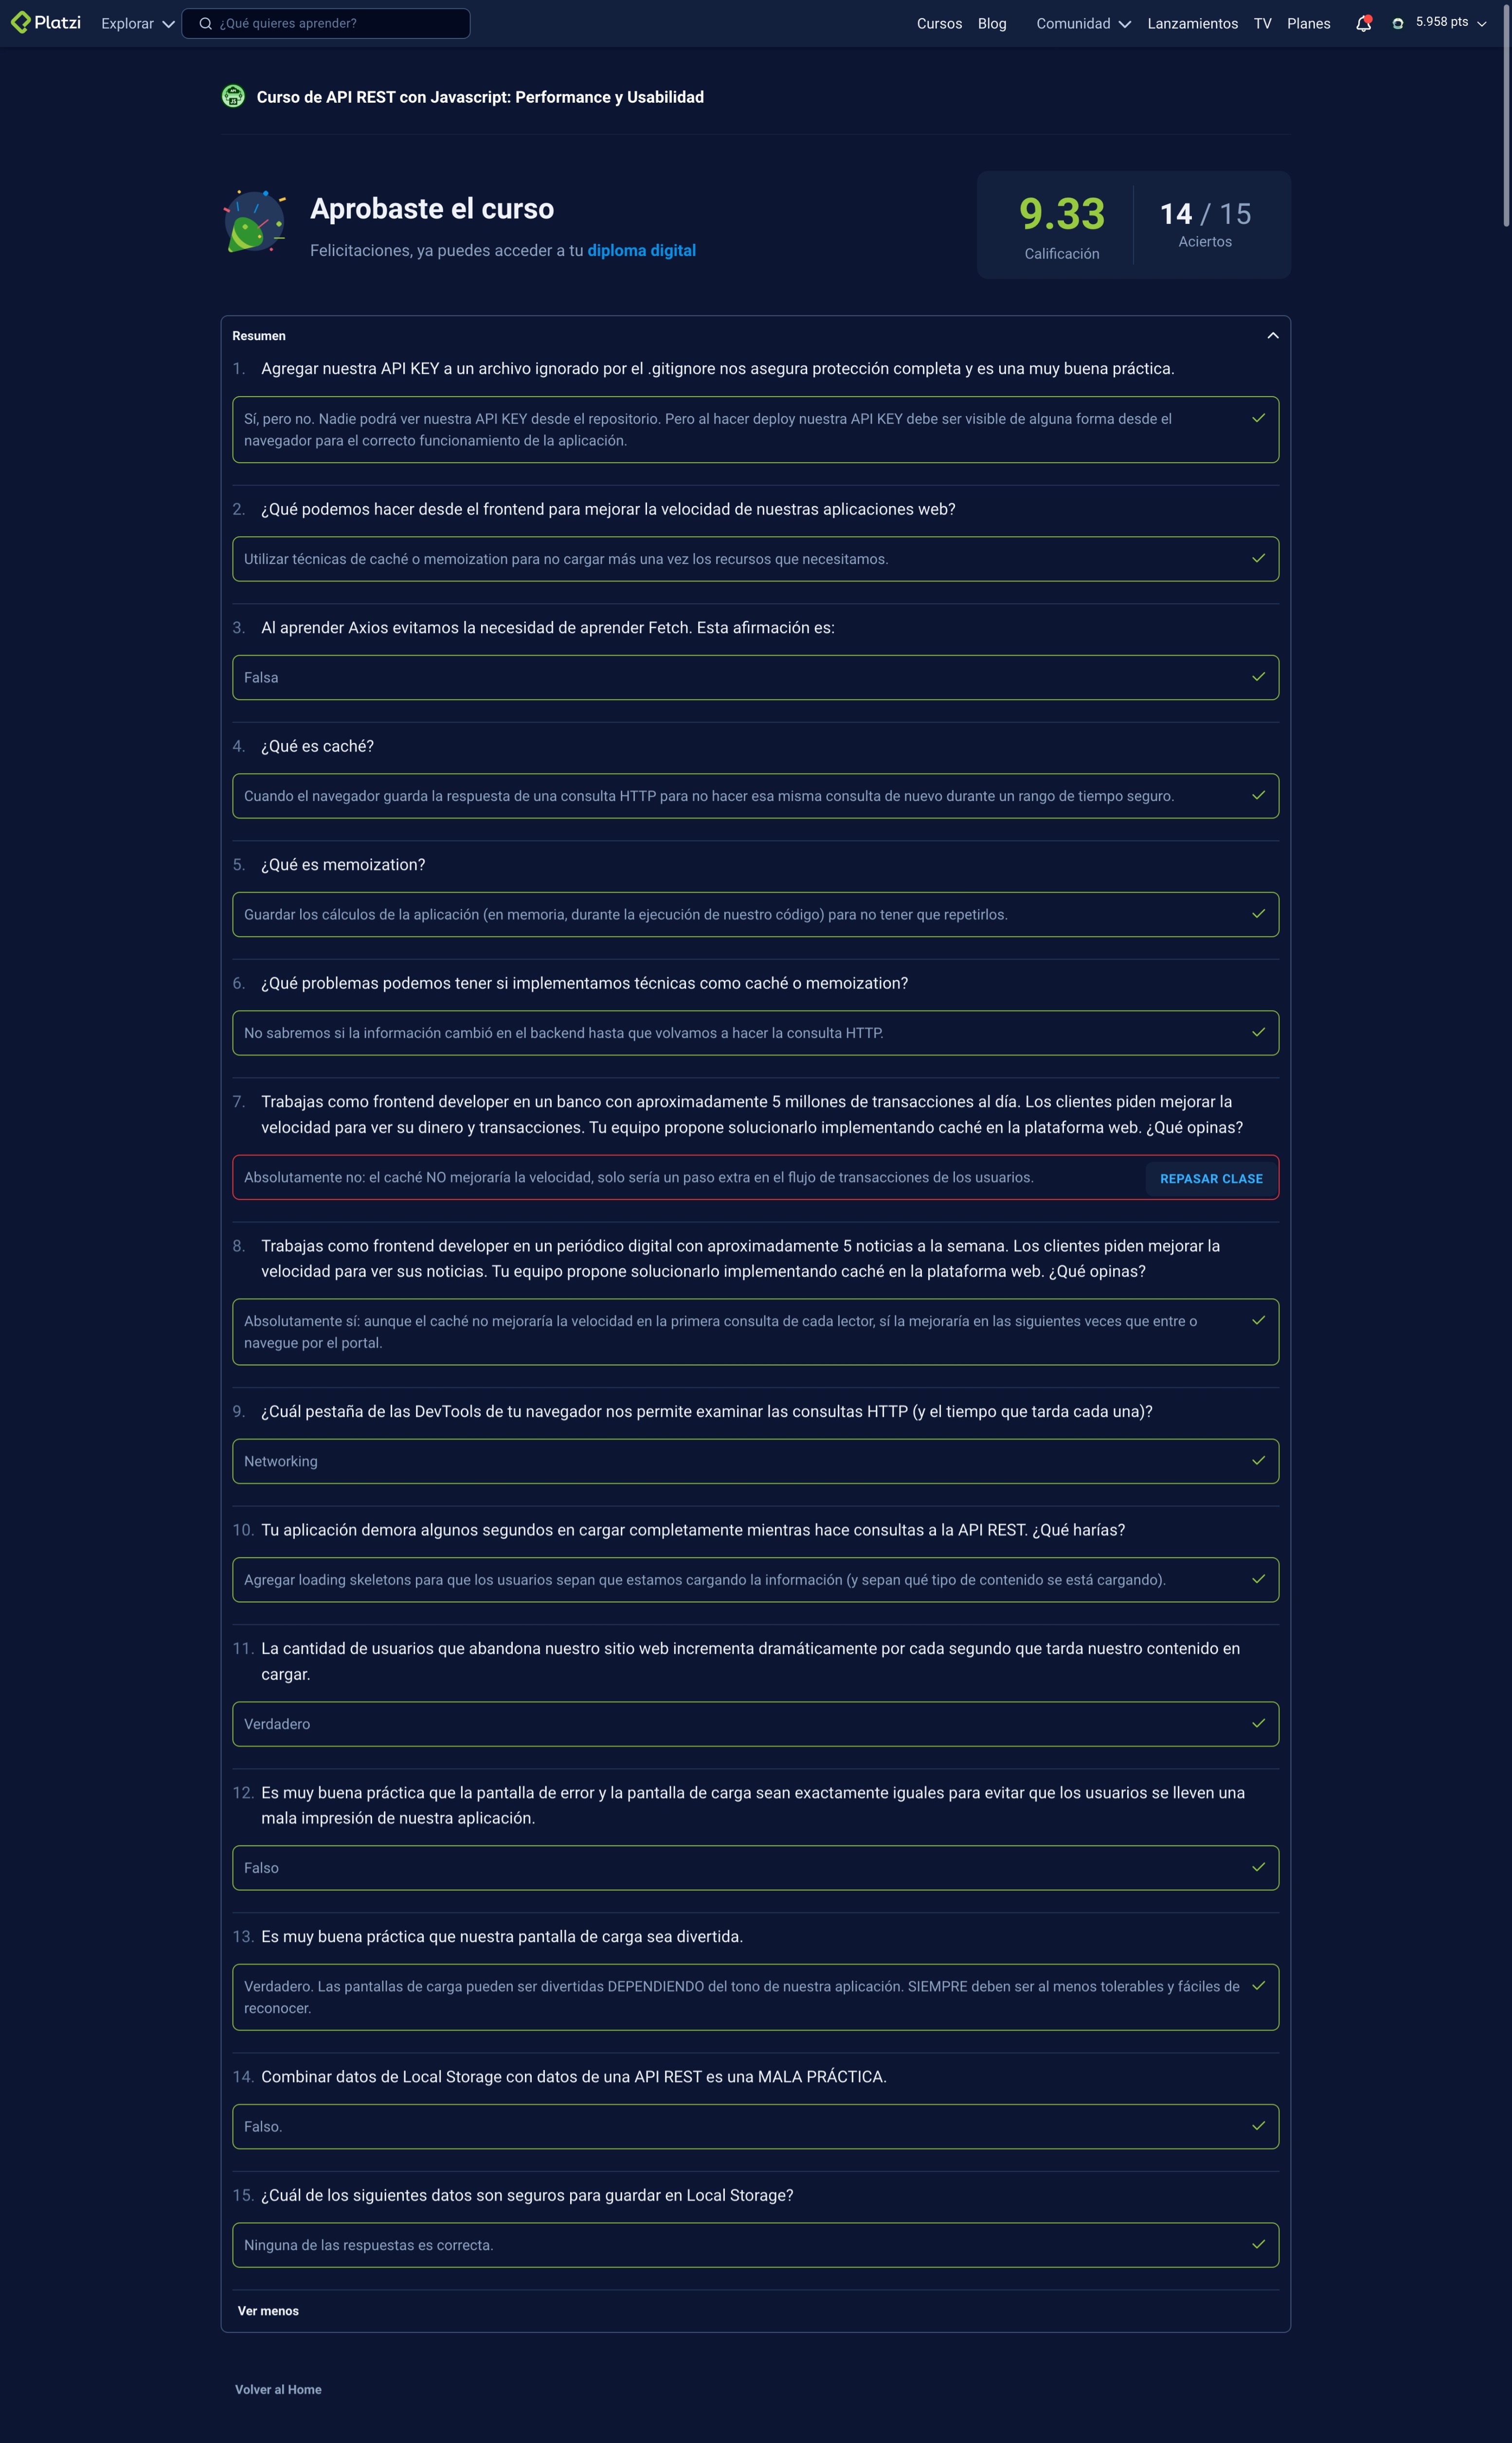 Platzi Explorar ¿Qué quieres aprender? Cursos Blog Comunidad Lanzamientos TV Planes 5.958 pts
Curso de API REST con Javascript: Performance y Usabilidad
Aprobaste el curso
Felicitaciones, ya puedes acceder a tu diploma digital
9.33
Calificación
14 / 15
Aciertos
Resumen
1. Agregar nuestra API KEY a un archivo ignorado por el .gitignore nos asegura protección completa y es una muy buena práctica.
Sí, pero no. Nadie podrá ver nuestra API KEY desde el repositorio. Pero al hacer deploy nuestra API KEY debe ser visible de alguna forma desde el
navegador para el correcto funcionamiento de la aplicación.
2. ¿Qué podemos hacer desde el frontend para mejorar la velocidad de nuestras aplicaciones web?
Utilizar técnicas de caché o memoization para no cargar más una vez los recursos que necesitamos.
3. Al aprender Axios evitamos la necesidad de aprender Fetch. Esta afirmación es:
Falsa
4. ¿Qué es caché?
Cuando el navegador guarda la respuesta de una consulta HTTP para no hacer esa misma consulta de nuevo durante un rango de tiempo seguro.
5. ¿Qué es memoization?
Guardar los cálculos de la aplicación (en memoria, durante la ejecución de nuestro código) para no tener que repetirlos.
6. ¿Qué problemas podemos tener si implementamos técnicas como caché o memoization?
No sabremos si la información cambió en el backend hasta que volvamos a hacer la consulta HTTP.
7. Trabajas como frontend developer en un banco con aproximadamente 5 millones de transacciones al día. Los clientes piden mejorar la
velocidad para ver su dinero y transacciones. Tu equipo propone solucionarlo implementando caché en la plataforma web. ¿Qué opinas?
Absolutamente no: el caché NO mejoraría la velocidad, solo sería un paso extra en el flujo de transacciones de los usuarios.
REPASAR CLASE
8. Trabajas como frontend developer en un periódico digital con aproximadamente 5 noticias a la semana. Los clientes piden mejorar la
velocidad para ver sus noticias. Tu equipo propone solucionarlo implementando caché en la plataforma web. ¿Qué opinas?
Absolutamente sí: aunque el caché no mejoraría la velocidad en la primera consulta de cada lector, sí la mejoraría en las siguientes veces que entre o
navegue por el portal.
9. ¿Cuál pestaña de las DevTools de tu navegador nos permite examinar las consultas HTTP (y el tiempo que tarda cada una)?
Networking
10. Tu aplicación demora algunos segundos en cargar completamente mientras hace consultas a la API REST. ¿Qué harías?
Agregar loading skeletons para que los usuarios sepan que estamos cargando la información (y sepan qué tipo de contenido se está cargando).
11. La cantidad de usuarios que abandona nuestro sitio web incrementa dramáticamente por cada segundo que tarda nuestro contenido en
cargar.
Verdadero
12. Es muy buena práctica que la pantalla de error y la pantalla de carga sean exactamente iguales para evitar que los usuarios se lleven una
mala impresión de nuestra aplicación.
Falso
13. Es muy buena práctica que nuestra pantalla de carga sea divertida.
Verdadero. Las pantallas de carga pueden ser divertidas DEPENDIENDO del tono de nuestra aplicación. SIEMPRE deben ser al menos tolerables y fáciles de
reconocer.
14. Combinar datos de Local Storage con datos de una API REST es una MALA PRÁCTICA.
Falso.
15. ¿Cuál de los siguientes datos son seguros para guardar en Local Storage?
Ninguna de las respuestas es correcta.
Ver menos
Volver al Home